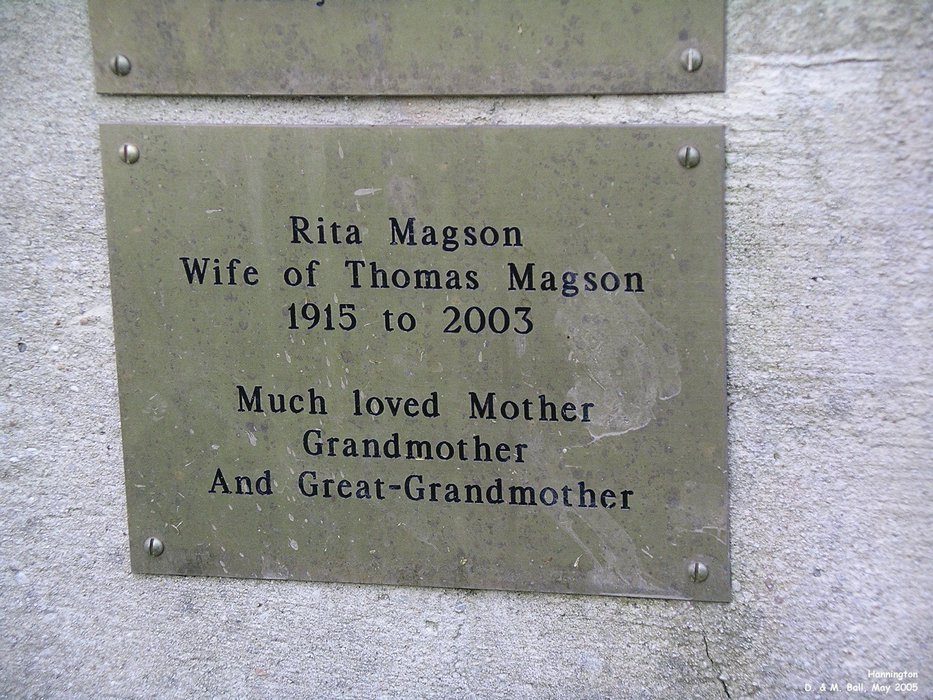 Rita Magson
Wife of Thomas Magson
1915 to 2003
Much loved Mother
Grandmother
And Great-Grandmother
Hannington
D. & M. Ball, May 2005